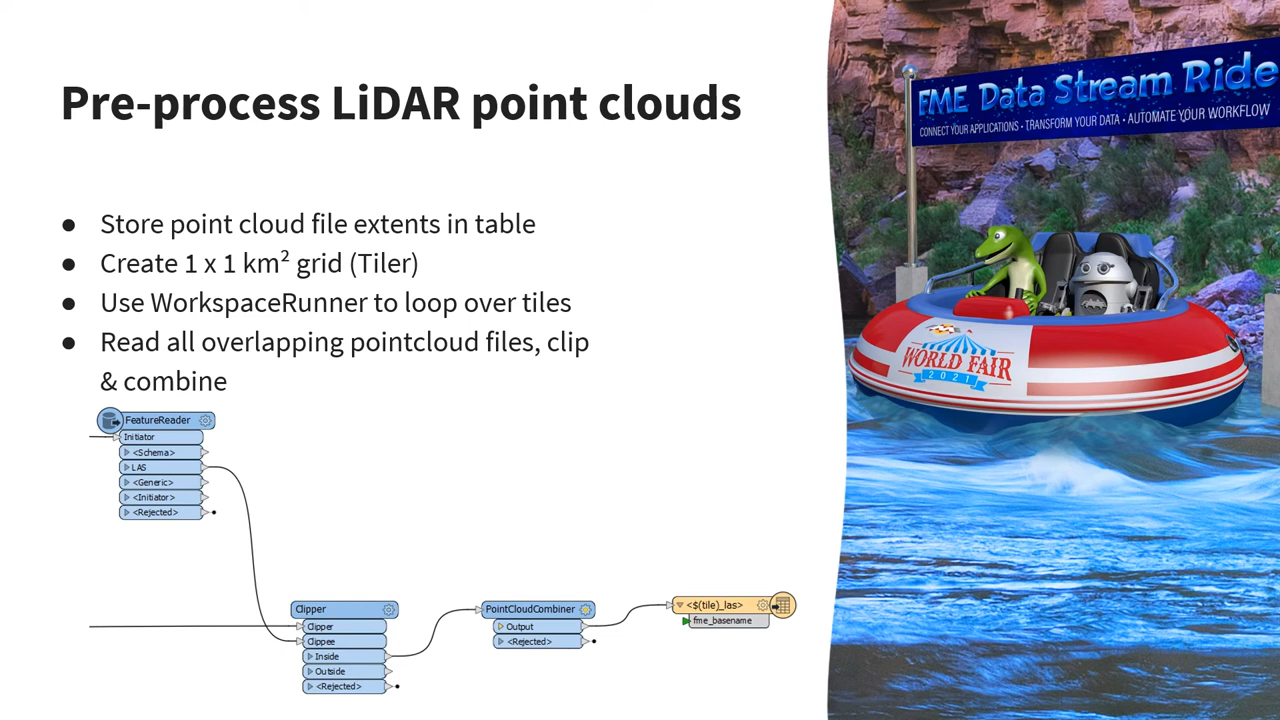 Pre-process LiDAR point clouds
● Store point cloud file extents in table
● Create 1 x 1 km² grid (Tiler)
● Use WorkspaceRunner to loop over tiles
● Read all overlapping pointcloud files, clip
& combine
FeatureReader
Initiator
<Schema>
LAS
<Generic>
<Initiator>
<Rejected>
Clipper
Clipper
Clippee
Inside
Outside
<Rejected>
PointCloudCombiner
Output
<Rejected>
<$(tile)_las>
fme_basename
FME Data Stream Ride
CONNECT YOUR APPLICATIONS • TRANSFORM YOUR DATA • AUTOMATE YOUR WORKFLOW
WORLD FAIR
2021